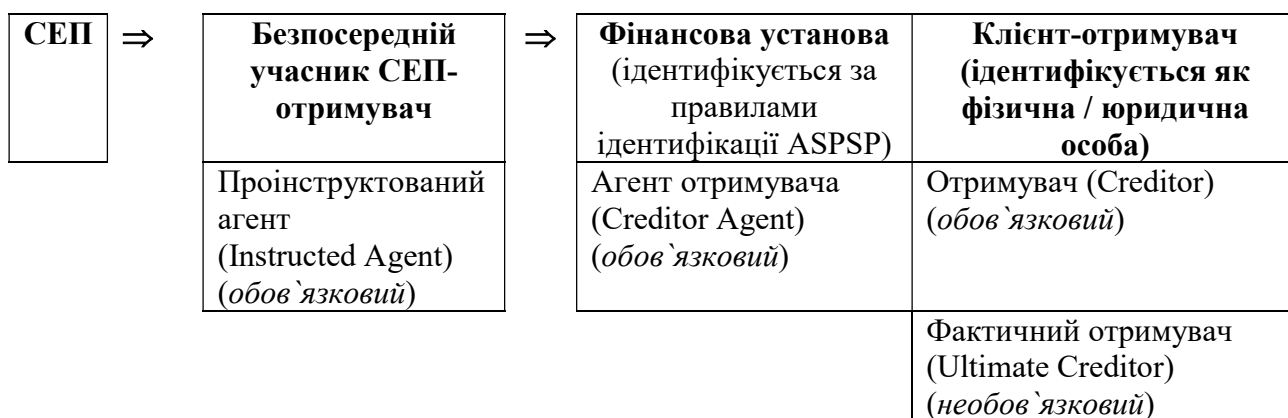 СЕП ⇒ Безпосередній учасник СЕП-отримувач ⇒ Фінансова установа (ідентифікується за правилами ідентифікації ASPSP) Клієнт-отримувач (ідентифікується як фізична / юридична особа)
Проінструктований
агент
(Instructed Agent)
(обов`язковий)
Агент отримувача
(Creditor Agent)
(обов`язковий)
Отримувач (Creditor)
(обов`язковий)
Фактичний отримувач
(Ultimate Creditor)
(необов`язковий)